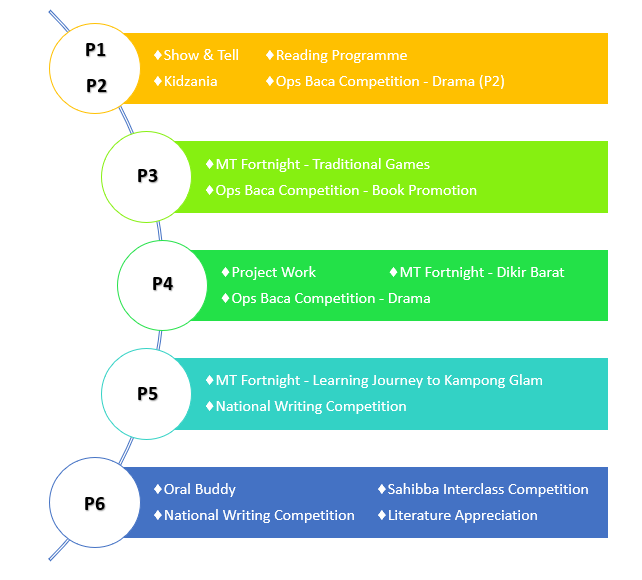 P1
P2
♦Show & Tell ♦Reading Programme
♦Kidzania ♦Ops Baca Competition - Drama (P2)
P3
♦MT Fortnight - Traditional Games
♦Ops Baca Competition - Book Promotion
P4
♦Project Work ♦MT Fortnight - Dikir Barat
♦Ops Baca Competition - Drama
P5
♦MT Fortnight - Learning Journey to Kampong Glam
♦National Writing Competition
P6
♦Oral Buddy ♦Sahibba Interclass Competition
♦National Writing Competition ♦Literature Appreciation